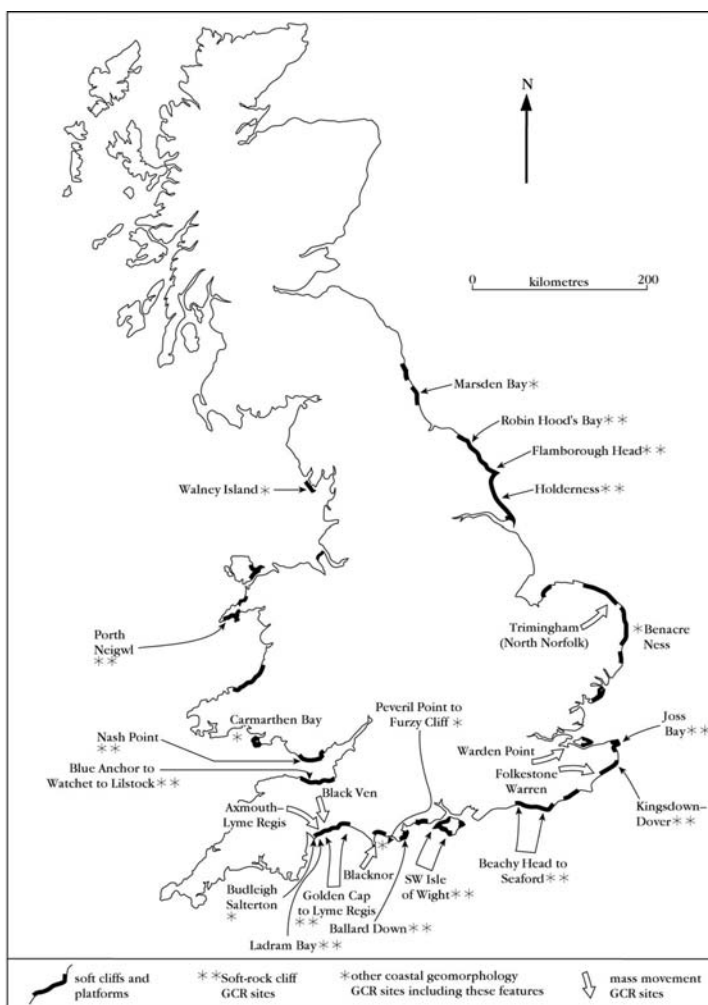 N
0 kilometres 200
Marsden Bay*
Robin Hood's Bay**
Flamborough Head**
Holderness**
Walney Island*
Trimingham
(North Norfolk)
*Benacre
Ness
Porth
Neigwl
**
Carmarthen Bay
*
Peveril Point to
Furzy Cliff *
Nash Point
**
Blue Anchor to
Watchet to Lilstock**
Joss
Bay**
Warden Point
Folkestone
Warren
Black Ven
Axmouth–
Lyme Regis
Kingsdown–
Dover**
Beachy Head to
Seaford**
*
Blacknor
SW Isle
of Wight**
Budleigh
Salterton
*
Golden Cap
to Lyme Regis
**
Ballard Down**
Ladram Bay**
soft cliffs and
platforms
**Soft-rock cliff
GCR sites
*other coastal geomorphology
GCR sites including these features
mass movement
GCR sites